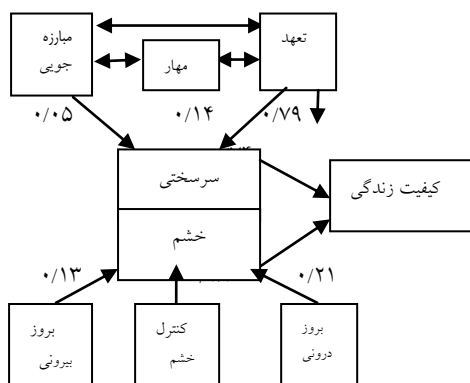 تعهد
مبارزه
جویی
مهار
۰/۷۹
۰/۱۴
۰/۰۵
سرسختی
کیفیت زندگی
خشم
۰/۲۱
۰/۱۳
بروز
درونی
کنترل
خشم
بروز
بیرونی